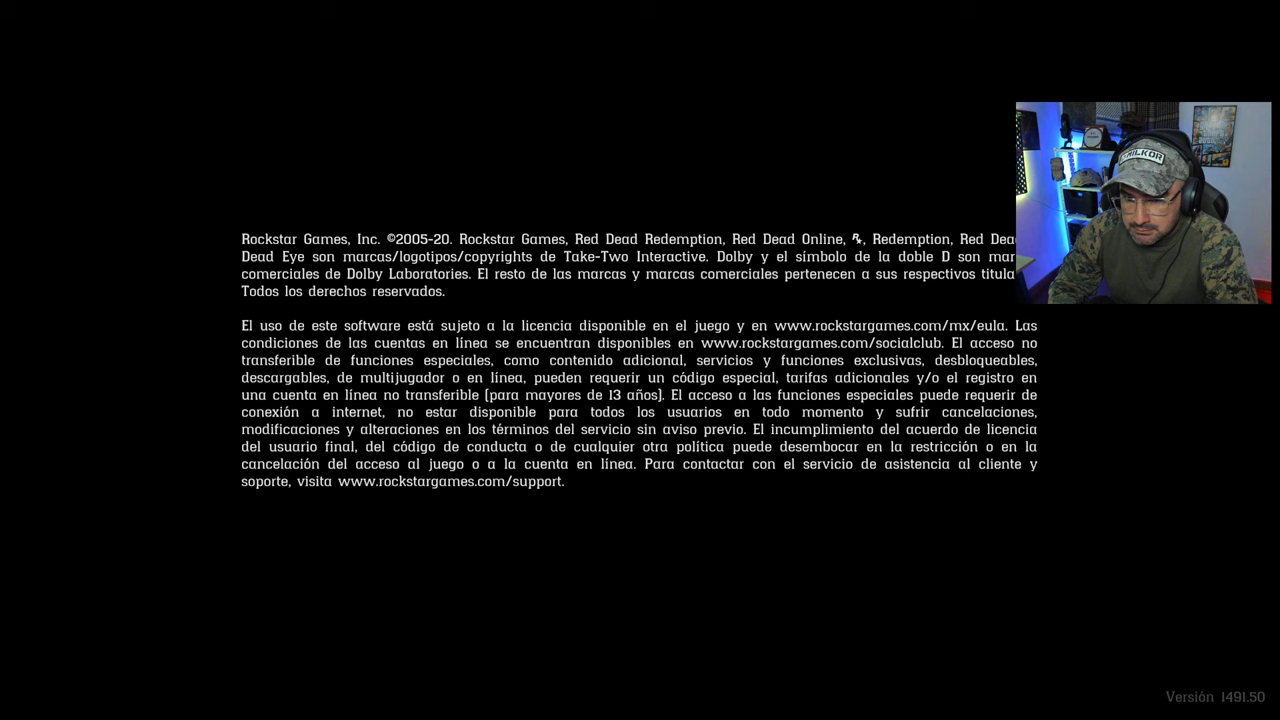 Rockstar Games, Inc. ©2005-20. Rockstar Games, Red Dead Redemption, Red Dead Online, R*, Redemption, Red
Dead Eye son marcas/logotipos/copyrights de Take-Two Interactive. Dolby y el símbolo de la doble D son
comerciales de Dolby Laboratories. El resto de las marcas y marcas comerciales pertenecen a sus respectivos
Todos los derechos reservados.
El uso de este software está sujeto a la licencia disponible en el juego y en www.rockstargames.com/mx/eula. Las
condiciones de las cuentas en línea se encuentran disponibles en www.rockstargames.com/socialclub. El acceso no
transferible de funciones especiales, como contenido adicional, servicios y funciones exclusivas, desbloqueables,
descargables, de multijugador o en línea, pueden requerir un código especial, tarifas adicionales y/o el registro en
una cuenta en línea no transferible (para mayores de 13 años). El acceso a las funciones especiales puede requerir de
conexión a internet, no estar disponible para todos los usuarios en todo momento y sufrir cancelaciones,
modificaciones y alteraciones en los términos del servicio sin aviso previo. El incumplimiento del acuerdo de licencia
del usuario final, del código de conducta o de cualquier otra política puede desembocar en la restricción o en la
cancelación del acceso al juego o a la cuenta en línea. Para contactar con el servicio de asistencia al cliente y
soporte, visita www.rockstargames.com/support.
Versión 1491.50